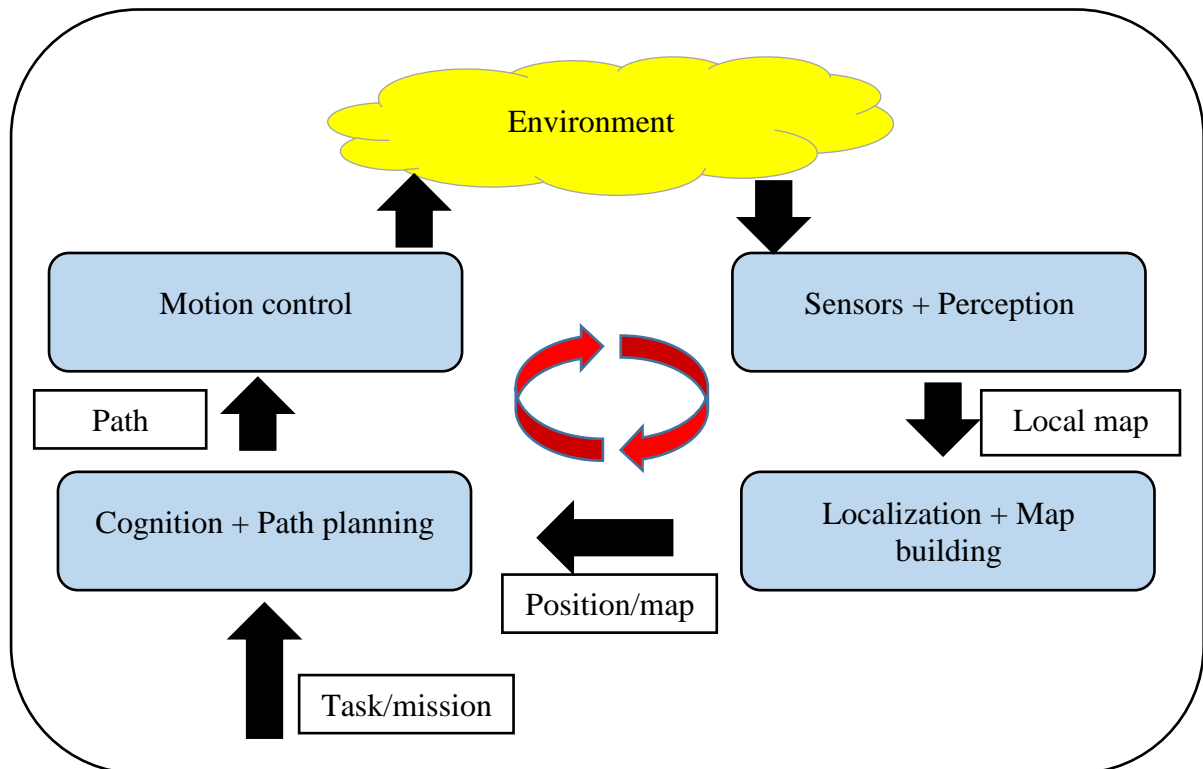 Environment
Motion control
Sensors + Perception
Path
Local map
Cognition + Path planning
Localization + Map
building
Position/map
Task/mission